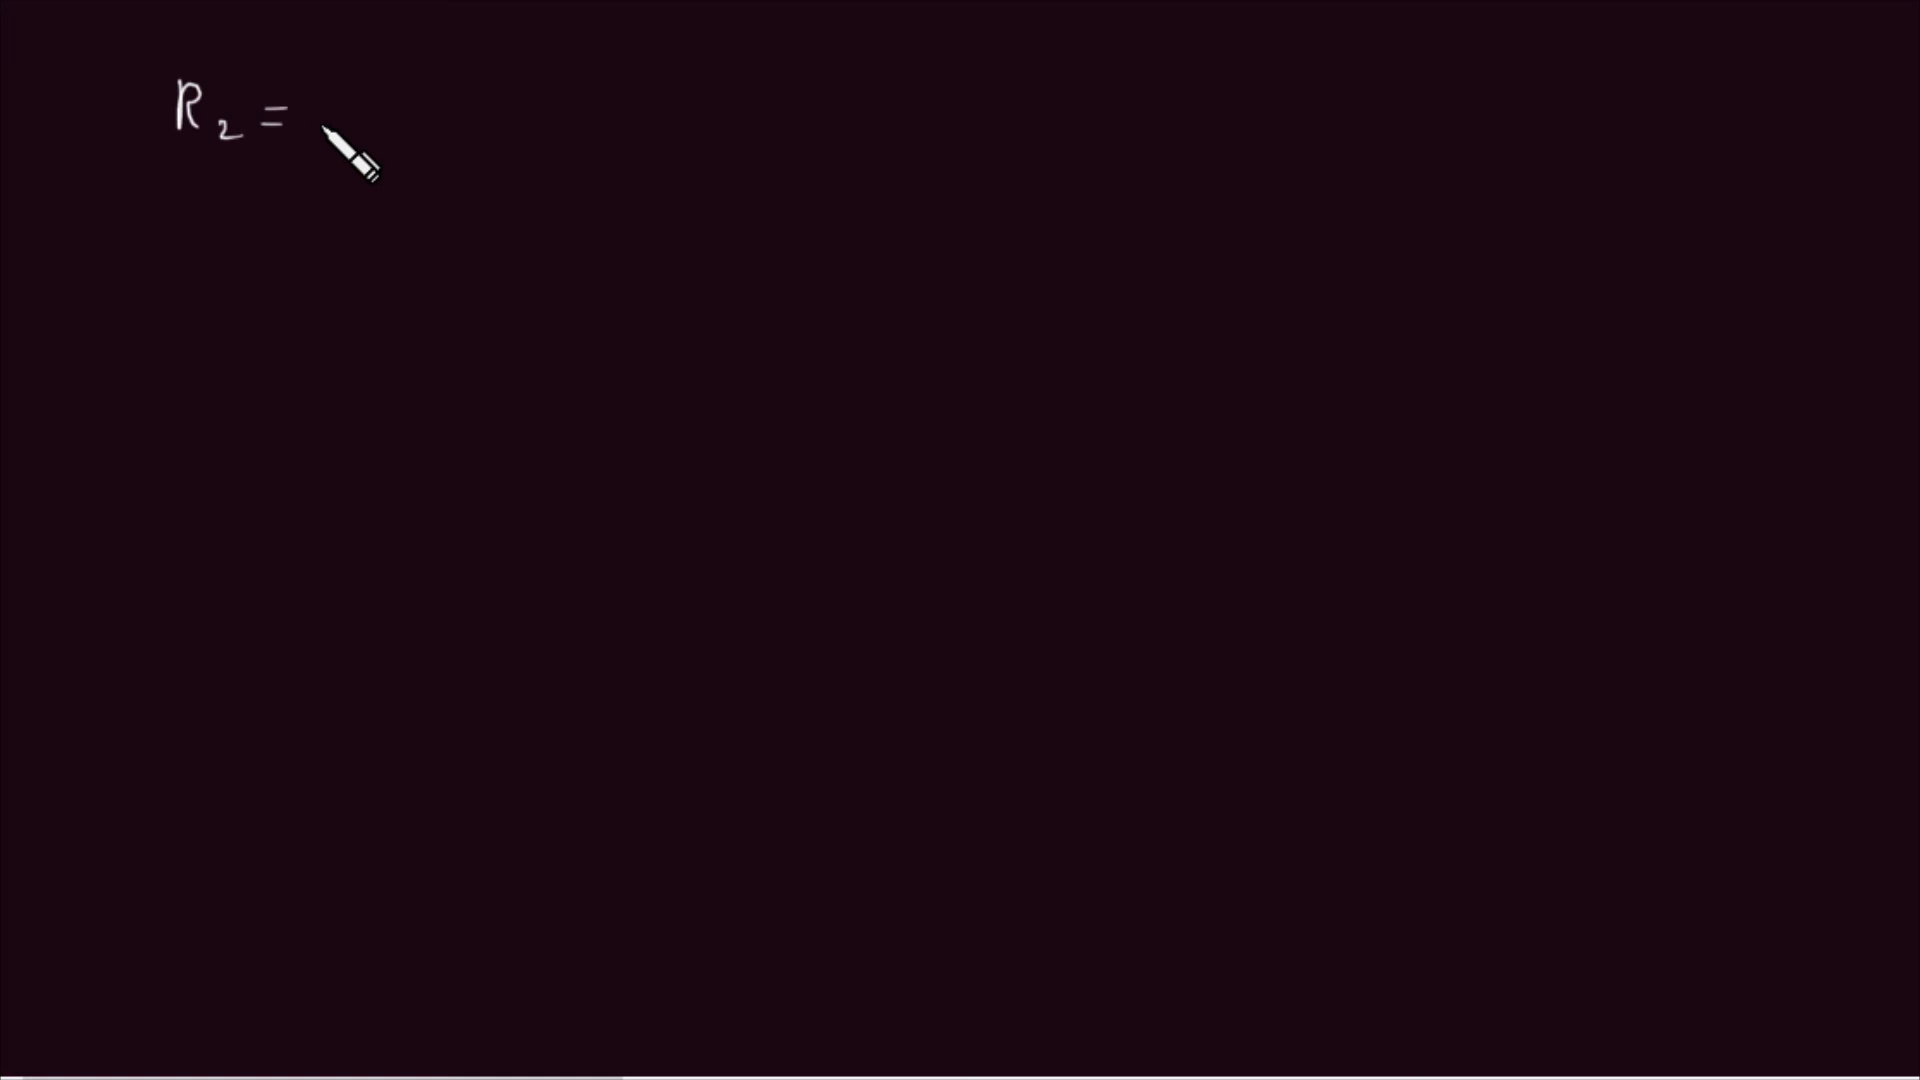 R₂ =